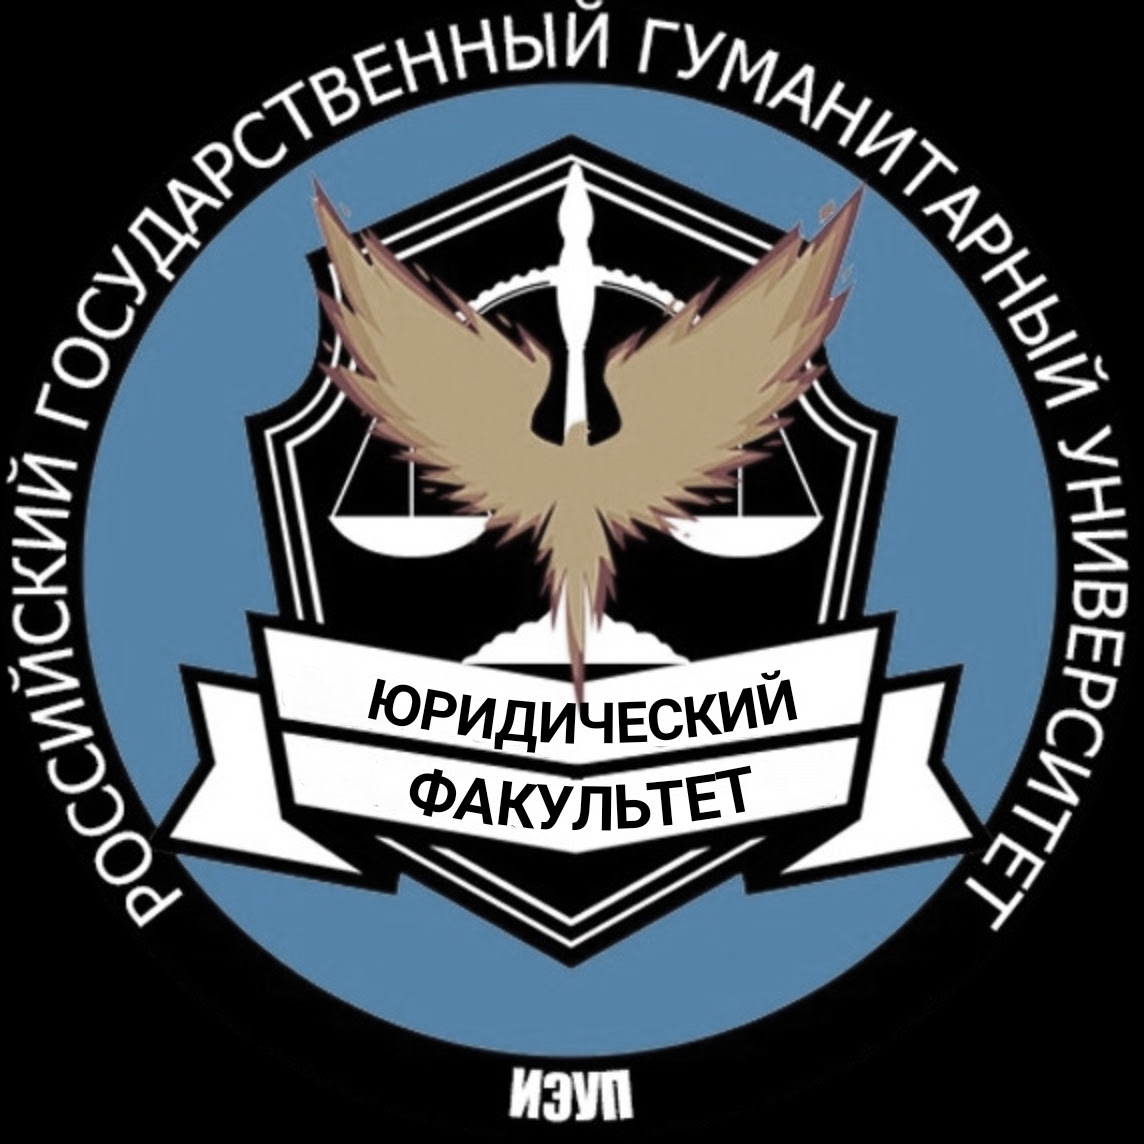 РОССИЙСКИЙ ГОСУДАРСТВЕННЫЙ ГУМАНИТАРНЫЙ УНИВЕРСИТЕТ
ЮРИДИЧЕСКИЙ
ФАКУЛЬТЕТ
ИЭУП